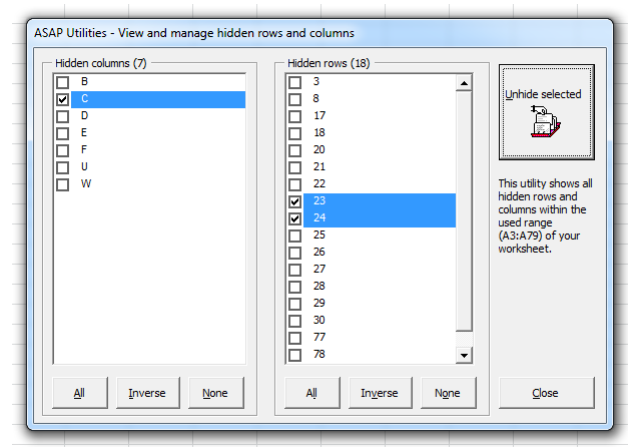 ASAP Utilities - View and manage hidden rows and columns
Hidden columns (7)
B
C
D
E
F
U
W
All
Inverse
None
Hidden rows (18)
3
8
17
18
20
21
22
23
24
25
26
27
28
29
30
77
78
All
Inverse
None
Unhide selected
This utility shows all
hidden rows and
columns within the
used range
(A3:A79) of your
worksheet.
Close